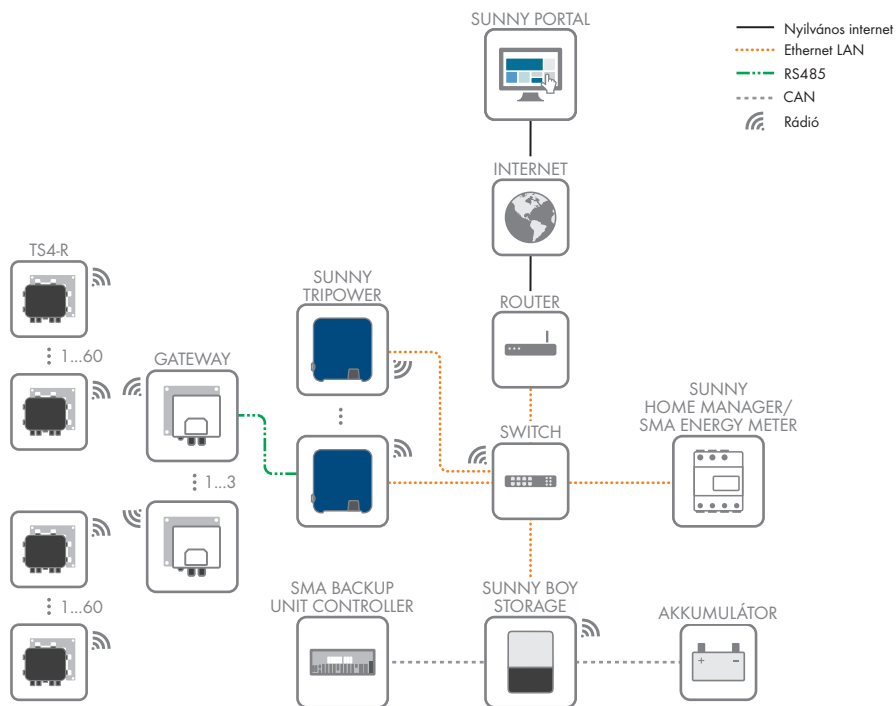 SUNNY PORTAL
Nyilvános internet
Ethernet LAN
RS485
CAN
Rádió
INTERNET
TS4-R
SUNNY
TRIPOWER
ROUTER
1...60
GATEWAY
SUNNY
HOME MANAGER/
SMA ENERGY METER
SWITCH
1...3
SMA BACKUP
UNIT CONTROLLER
SUNNY BOY
STORAGE
1...60
AKKUMULÁTOR